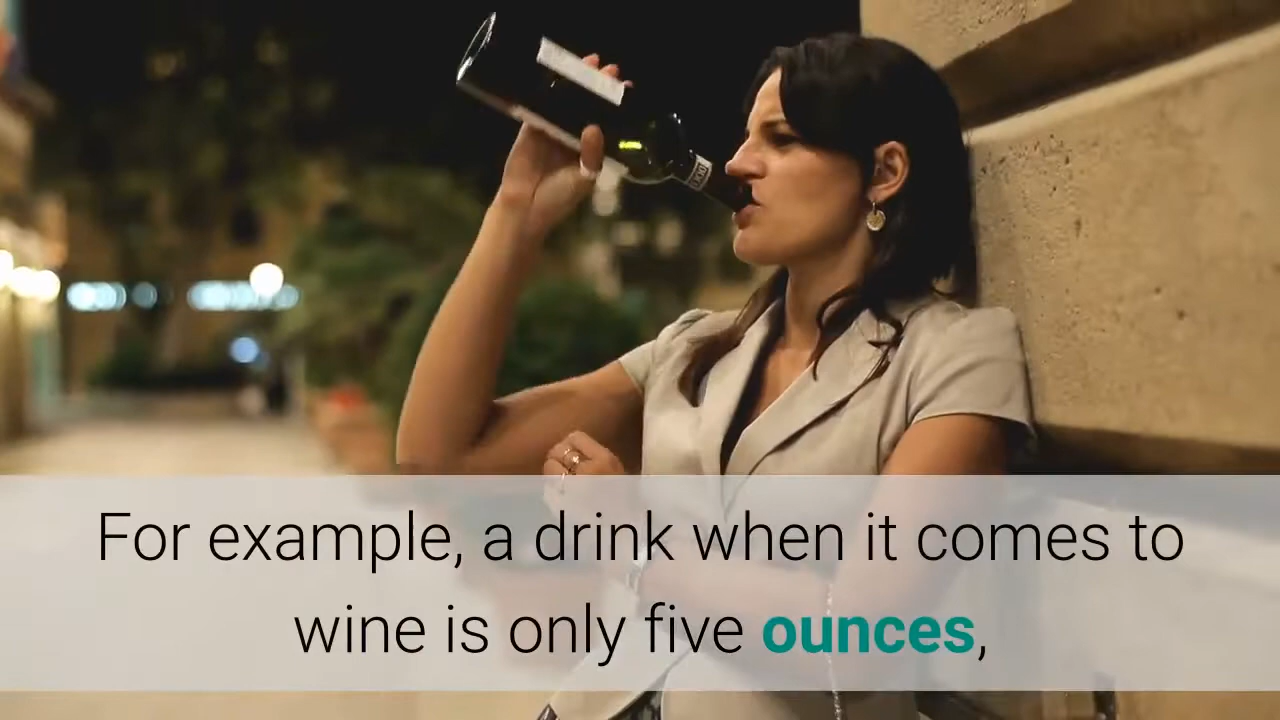 For example, a drink when it comes to
wine is only five ounces,